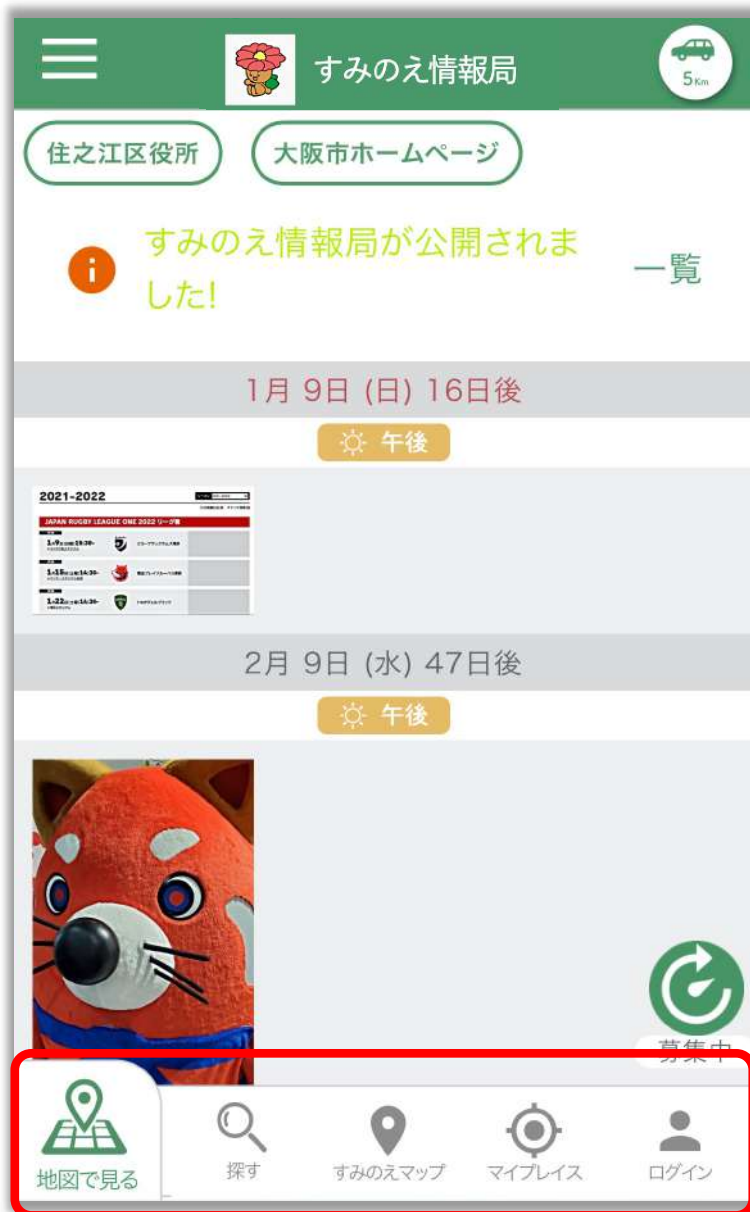 すみのえ情報局
5Km
住之江区役所
大阪市ホームページ
すみのえ情報局が公開されま
した!
一覧
1月 9日 (日) 16日後
午後
2021-2022
JAPAN RUGBY LEAGUE ONE 2022 リーグ戦
2月 9日 (水) 47日後
午後
募集中
地図で見る
探す
すみのえマップ
マイプレイス
ログイン